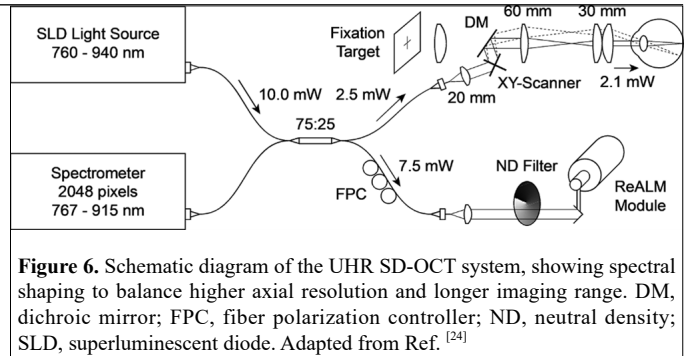 SLD Light Source
760 - 940 nm
Fixation
Target
DM
60 mm
30 mm
XY-Scanner
2.1 mW
20 mm
10.0 mW
2.5 mW
75:25
7.5 mW
FPC
Spectrometer
2048 pixels
767 - 915 nm
ND Filter
ReALM
Module
Figure 6. Schematic diagram of the UHR SD-OCT system, showing spectral
shaping to balance higher axial resolution and longer imaging range. DM,
dichroic mirror; FPC, fiber polarization controller; ND, neutral density;
SLD, superluminescent diode. Adapted from Ref. [24]